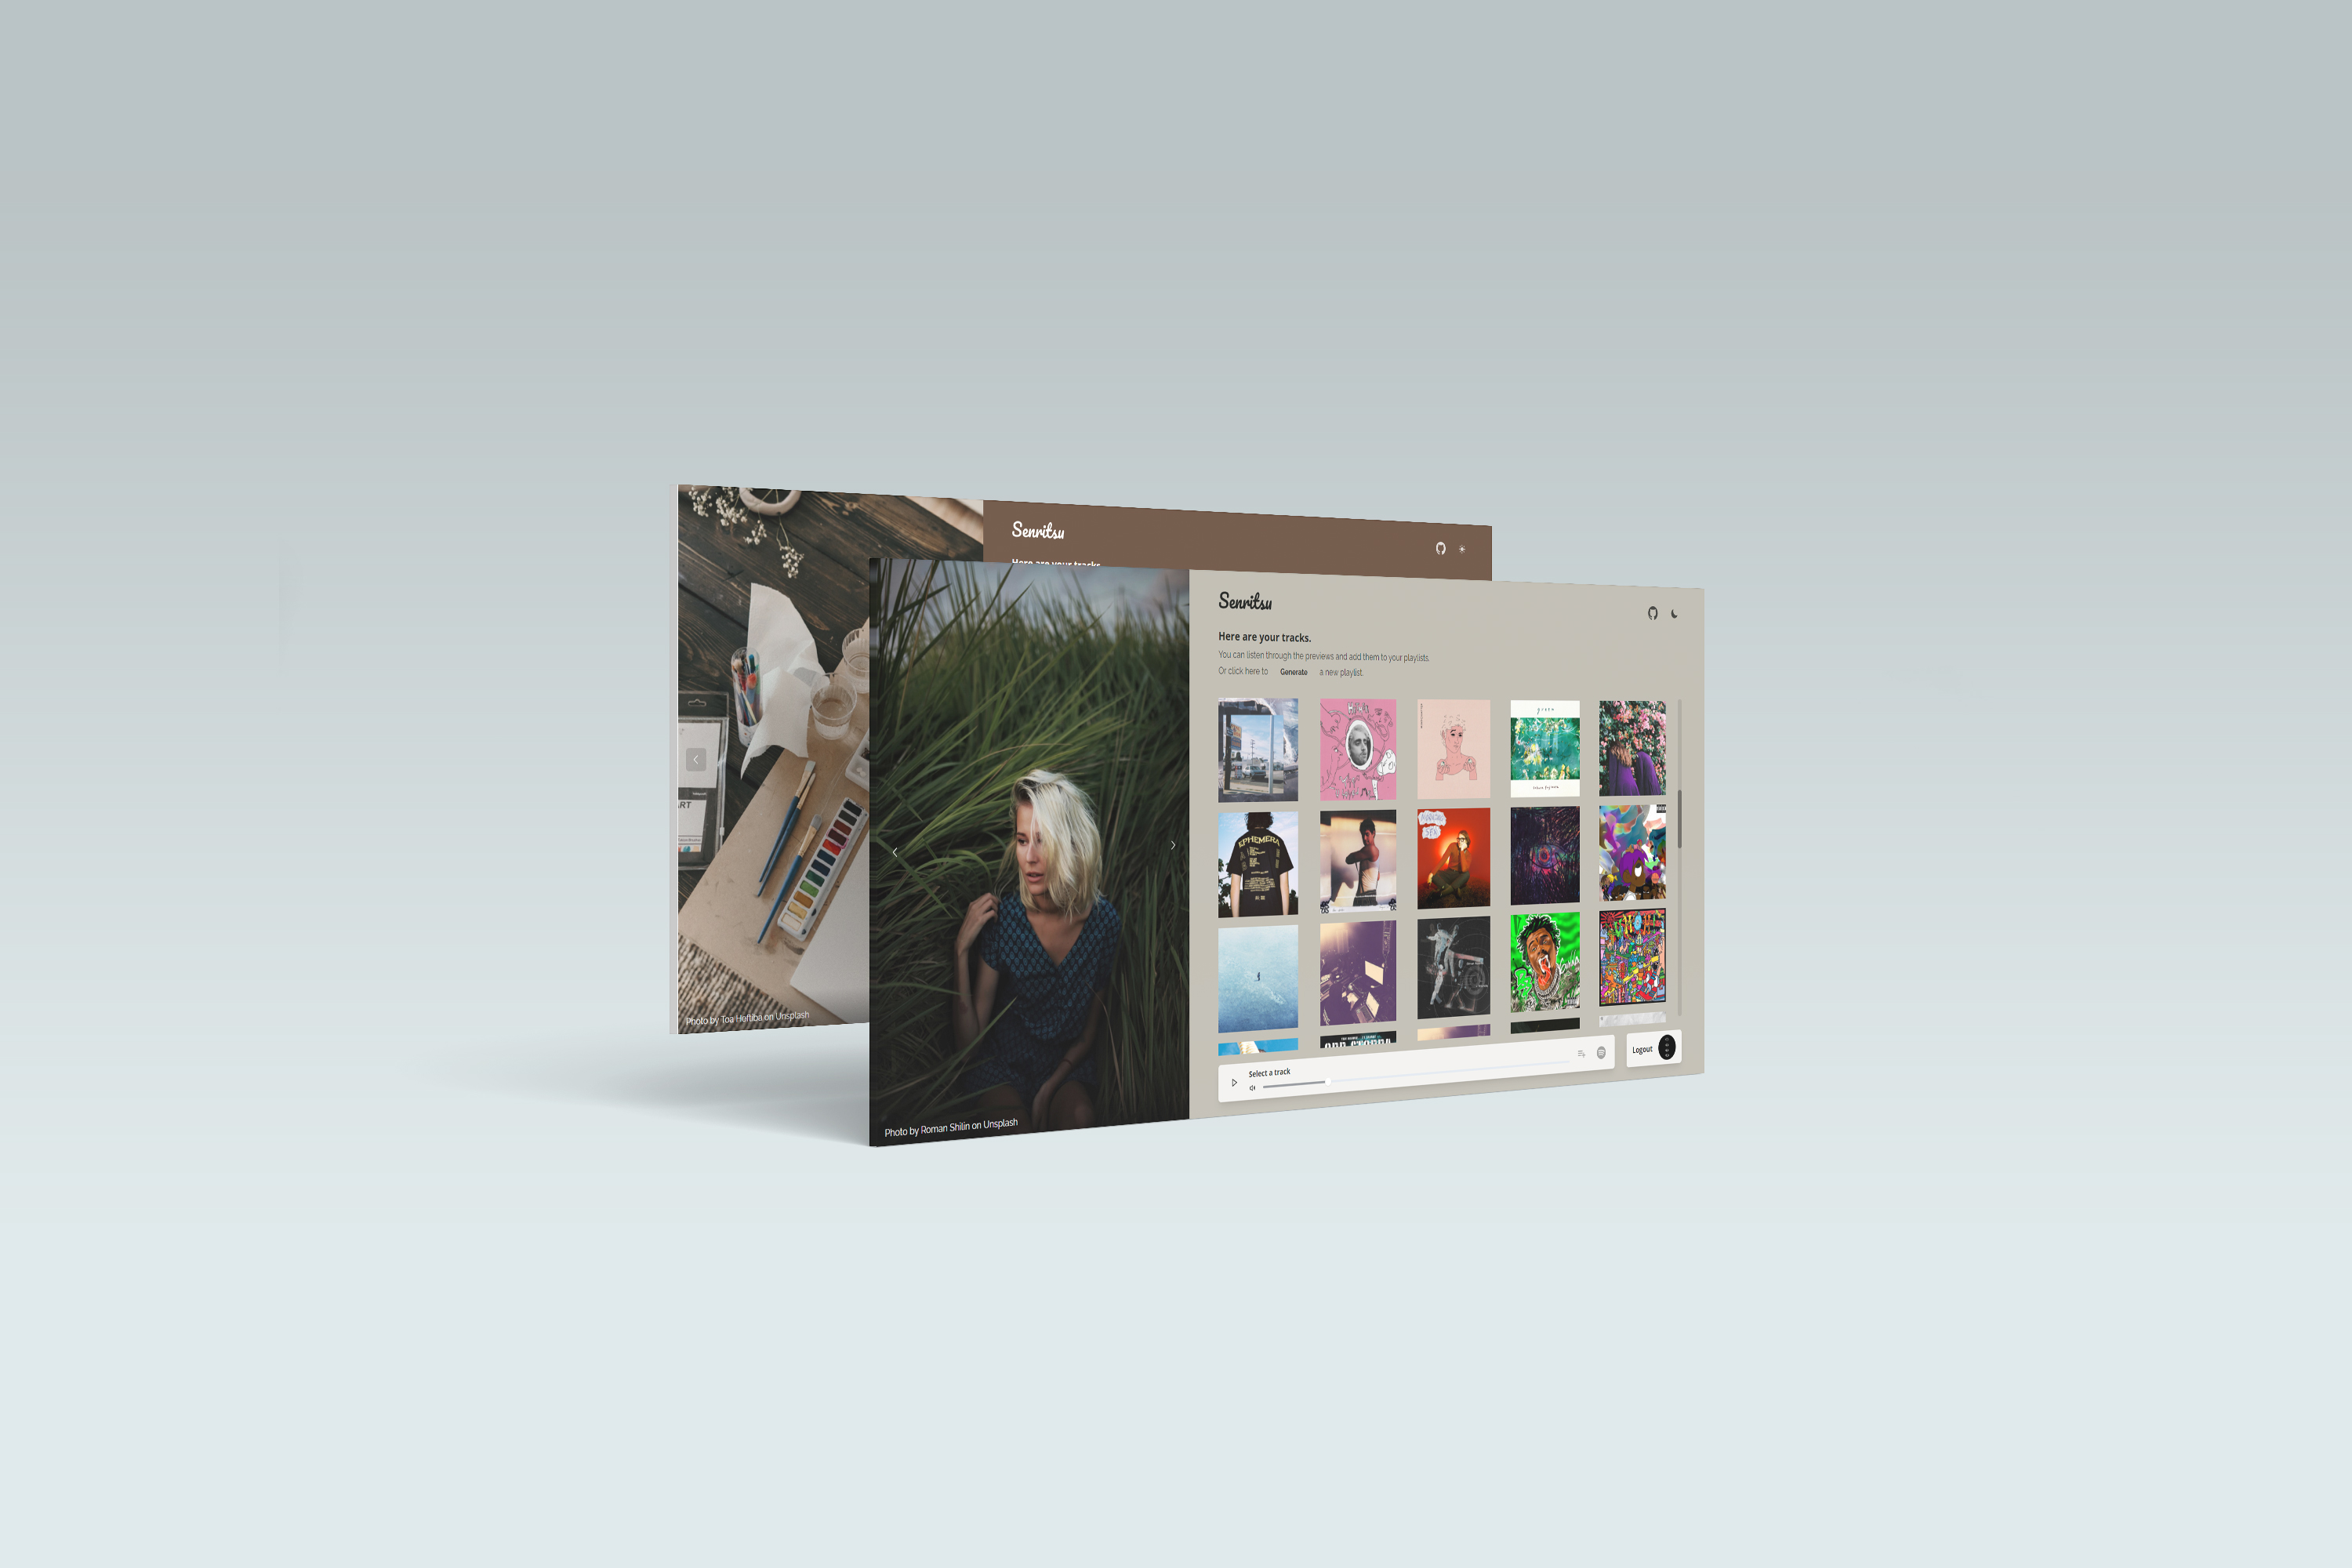 Senritsu
Here are your tracks.
ART
Photo by Toa Heftiba on Unsplash
Senritsu
Here are your tracks.
You can listen through the previews and add them to your playlists.
Or click here to Generate a new playlist.
green
EPHEMERA
Select a track
Logout
Photo by Roman Shilin on Unsplash